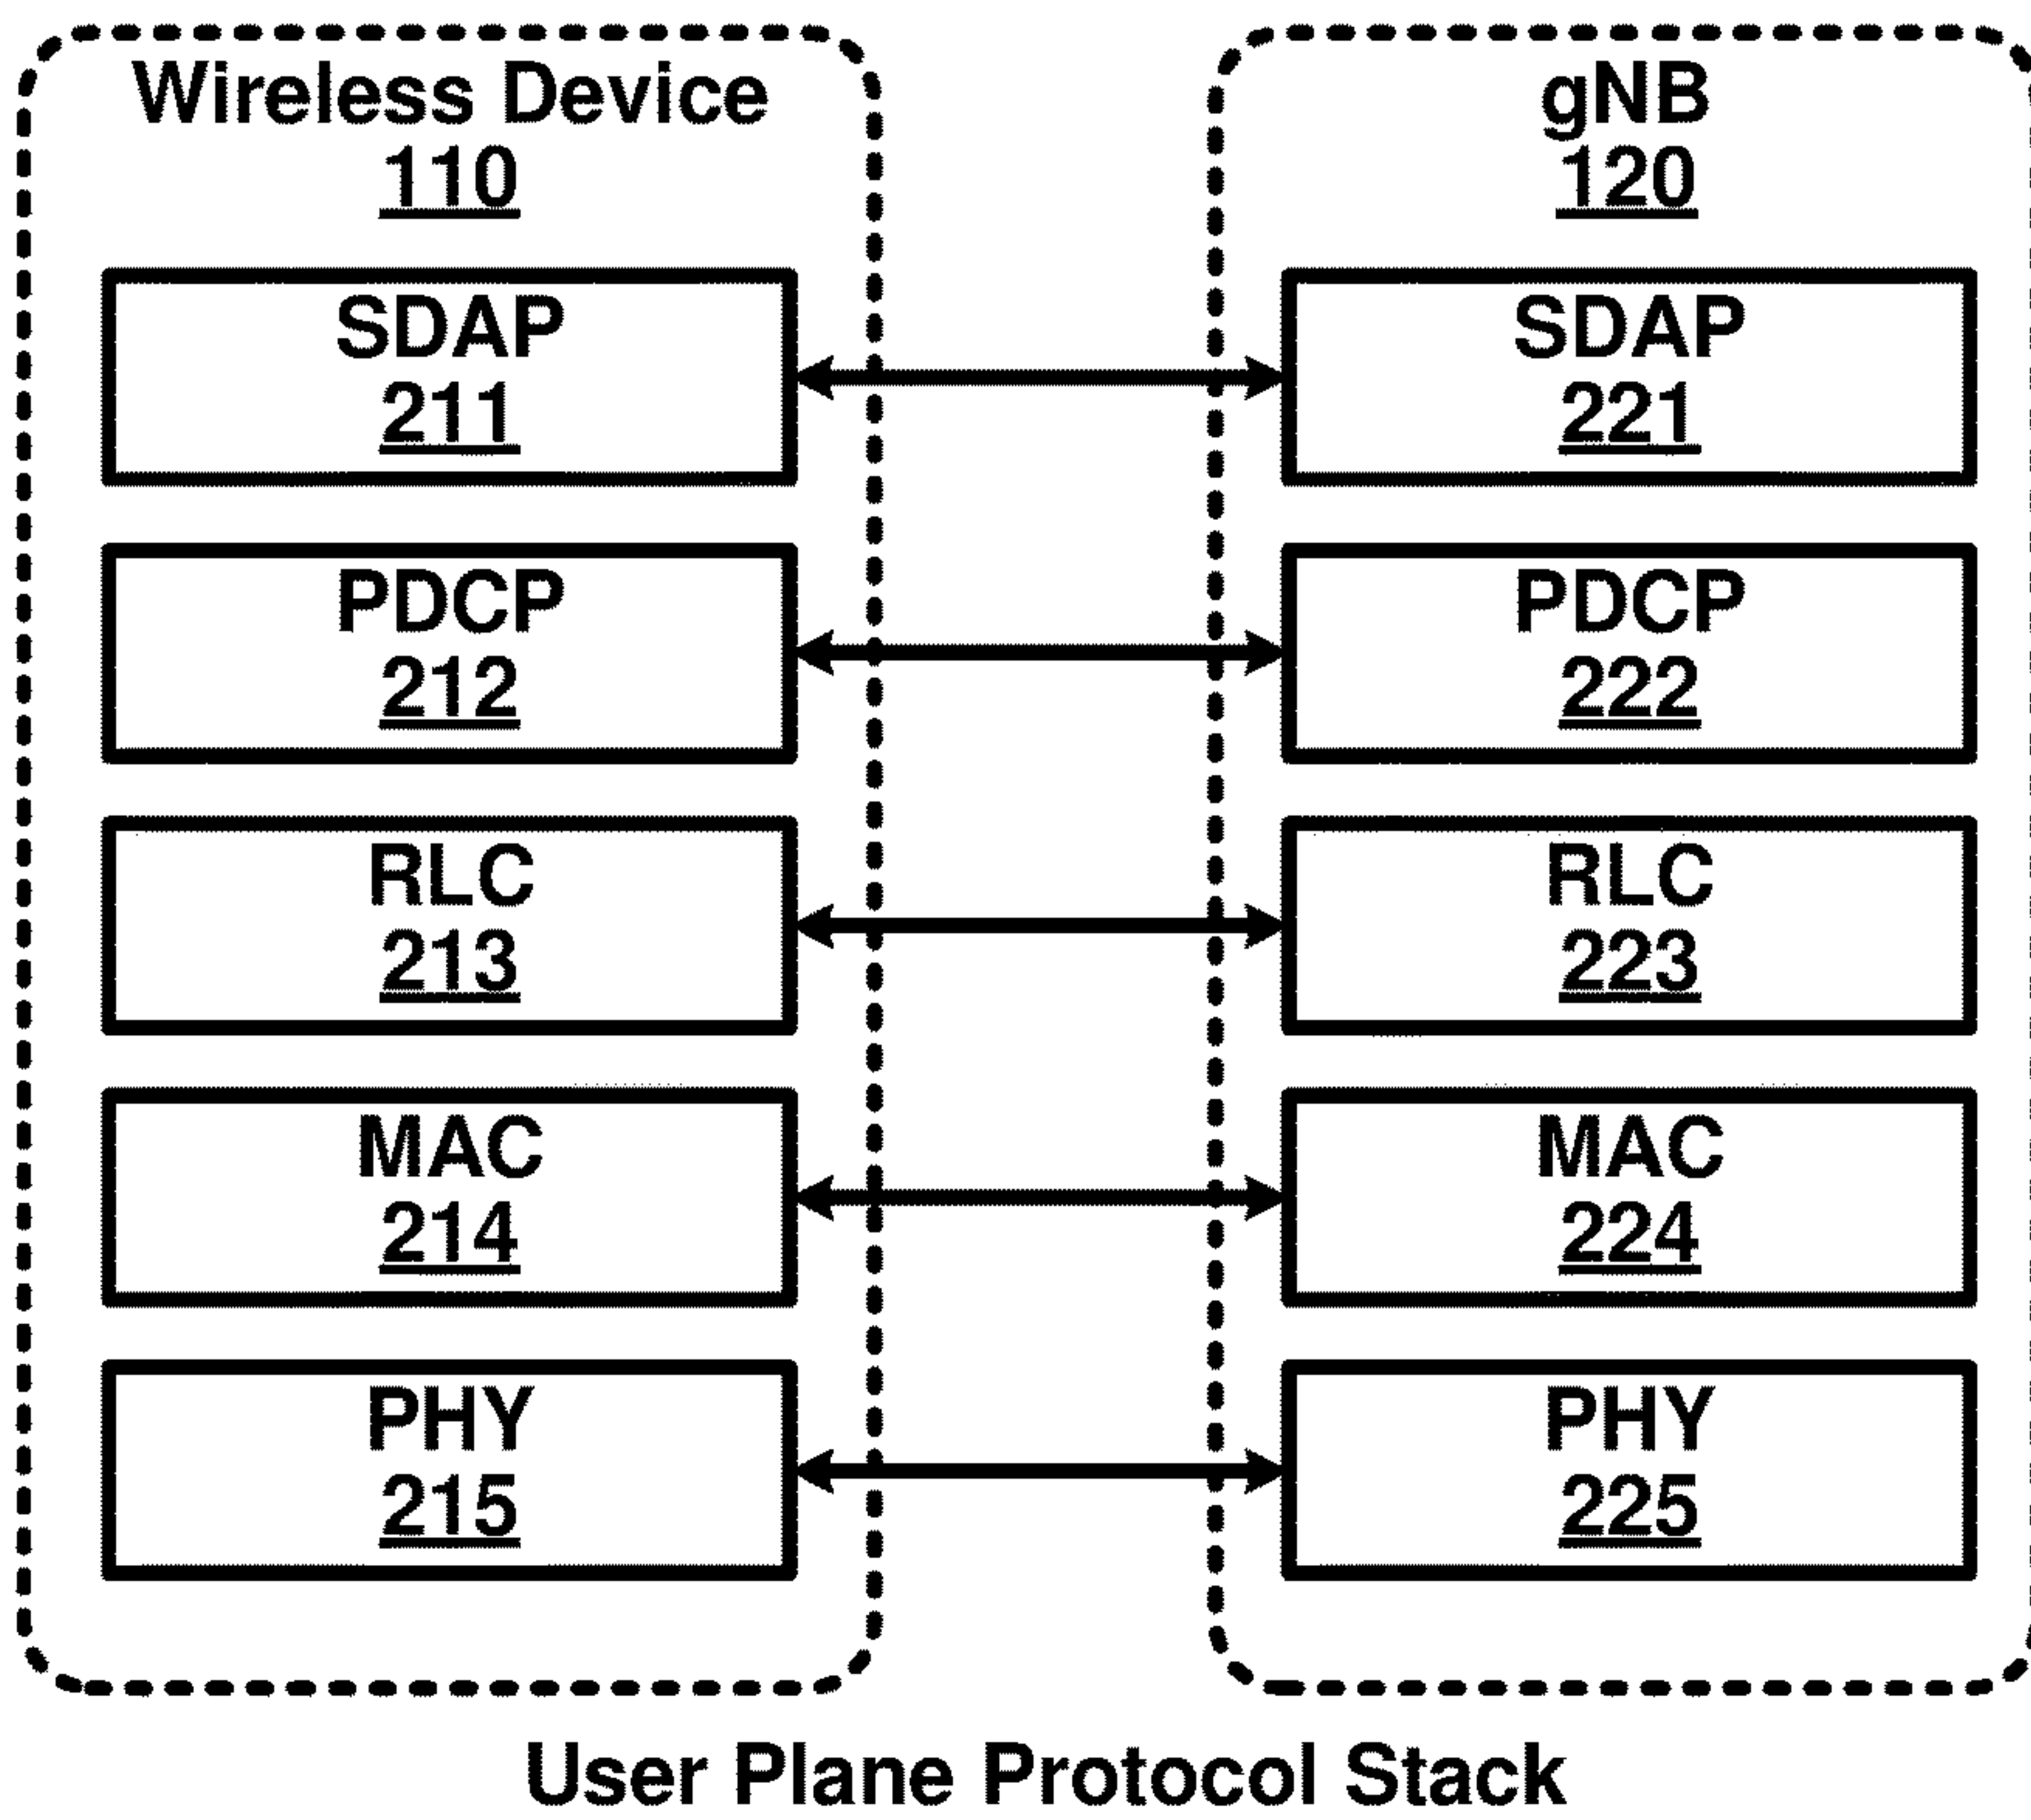 Wireless Device
110
SDAP
211
PDCP
212
RLC
213
MAC
214
PHY
215
gNB
120
SDAP
221
PDCP
222
RLC
223
MAC
224
PHY
225
User Plane Protocol Stack